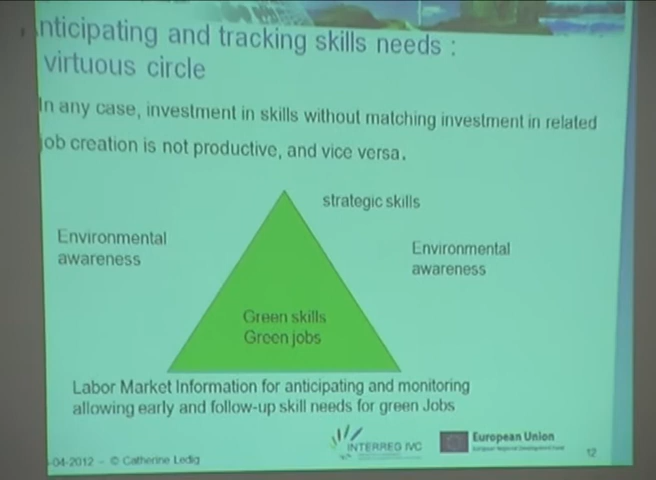 nticipating and tracking skills needs :
virtuous circle
In any case, investment in skills without matching investment in related
job creation is not productive, and vice versa.
strategic skills
Environmental
awareness
Environmental
awareness
Green skills
Green jobs
Labor Market Information for anticipating and monitoring
allowing early and follow-up skill needs for green Jobs
INTERREG IVC
European Union
-04-2012 - © Catherine Ledig
12